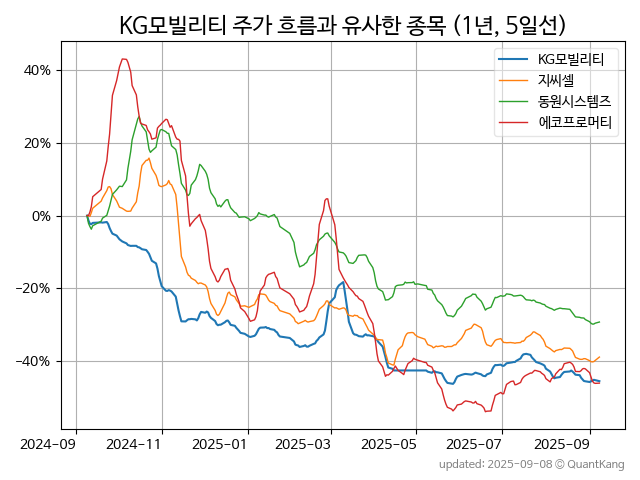 KG모빌리티 주가 흐름과 유사한 종목 (1년, 5일선)
KG모빌리티
지씨셀
동원시스템즈
에코프로머티
40%
20%
0%
−20%
−40%
2024−09
2024−11
2025−01
2025−03
2025−05
2025−07
2025−09
updated: 2025-09-08 © QuantKang